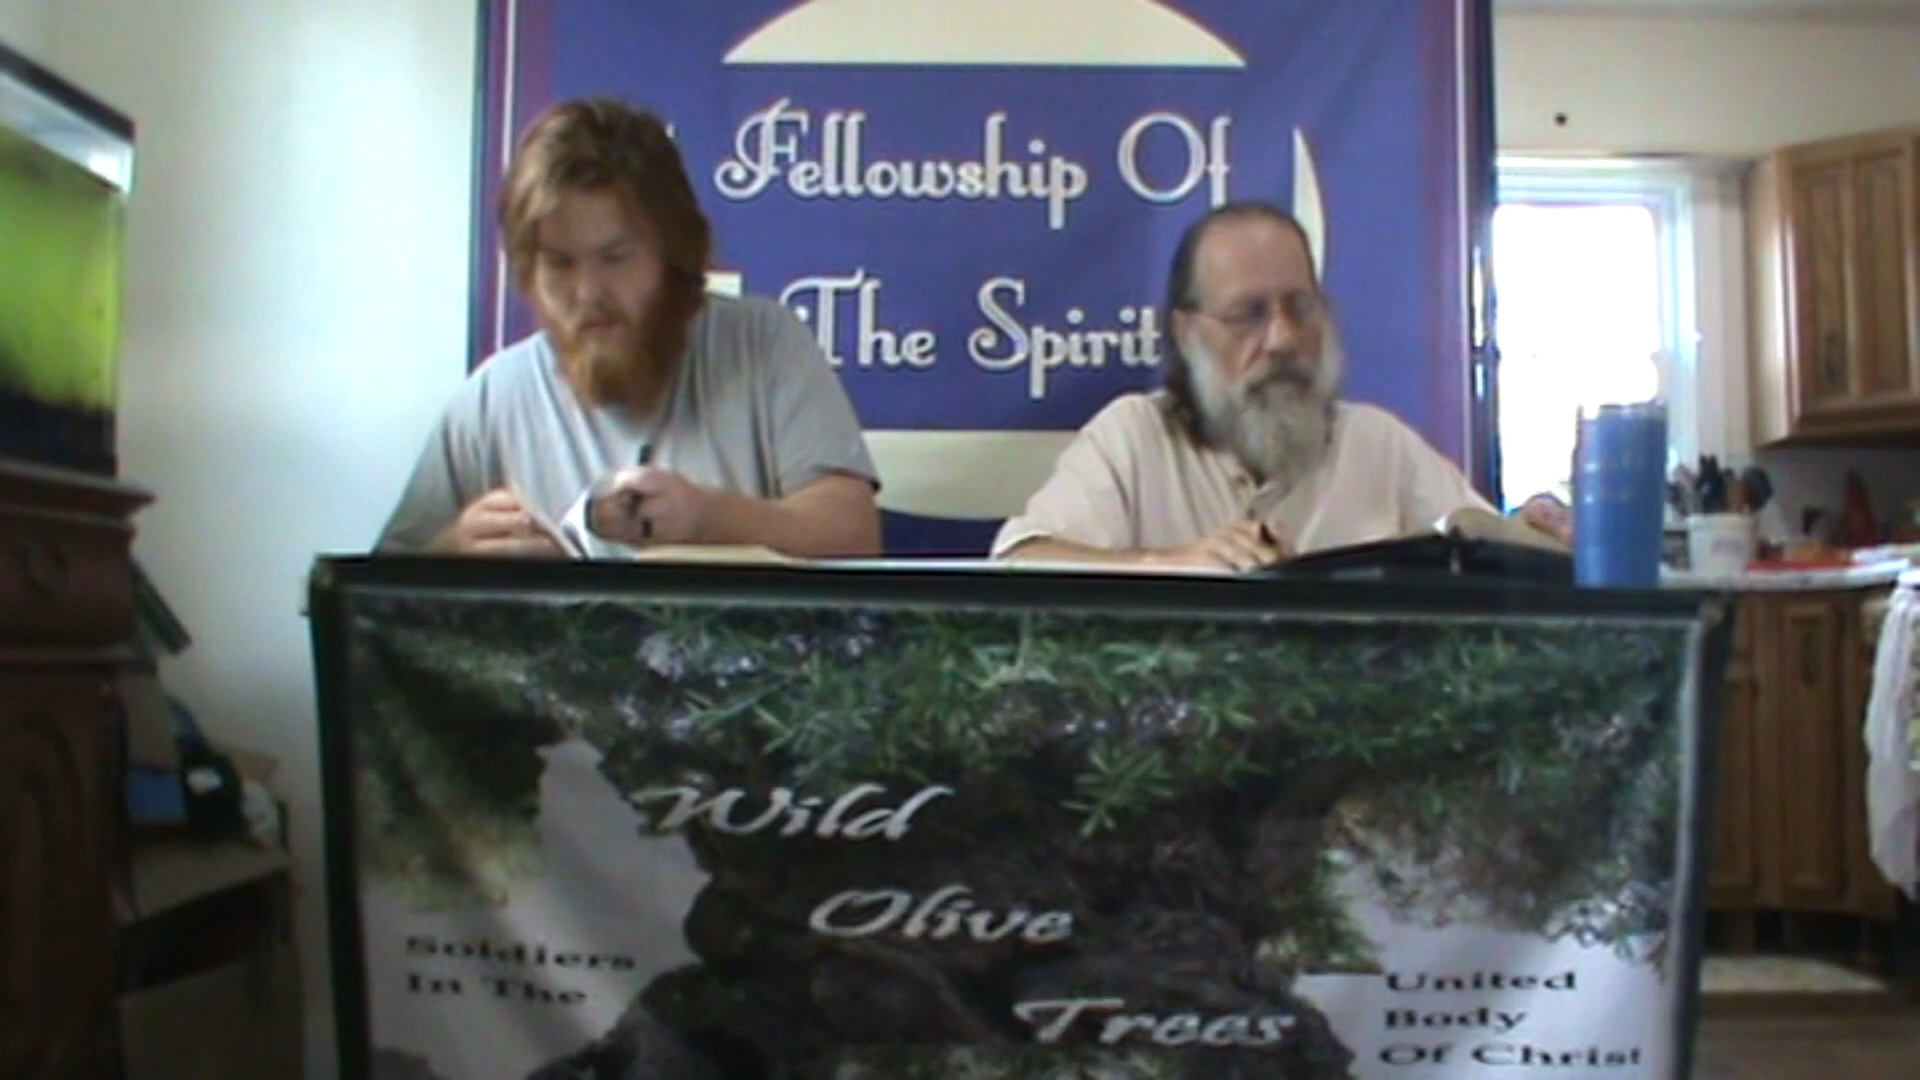 Fellowship Of
The Spirit
Wild
Olive
Trees
Soldiers
In The
United
Body
Of Christ